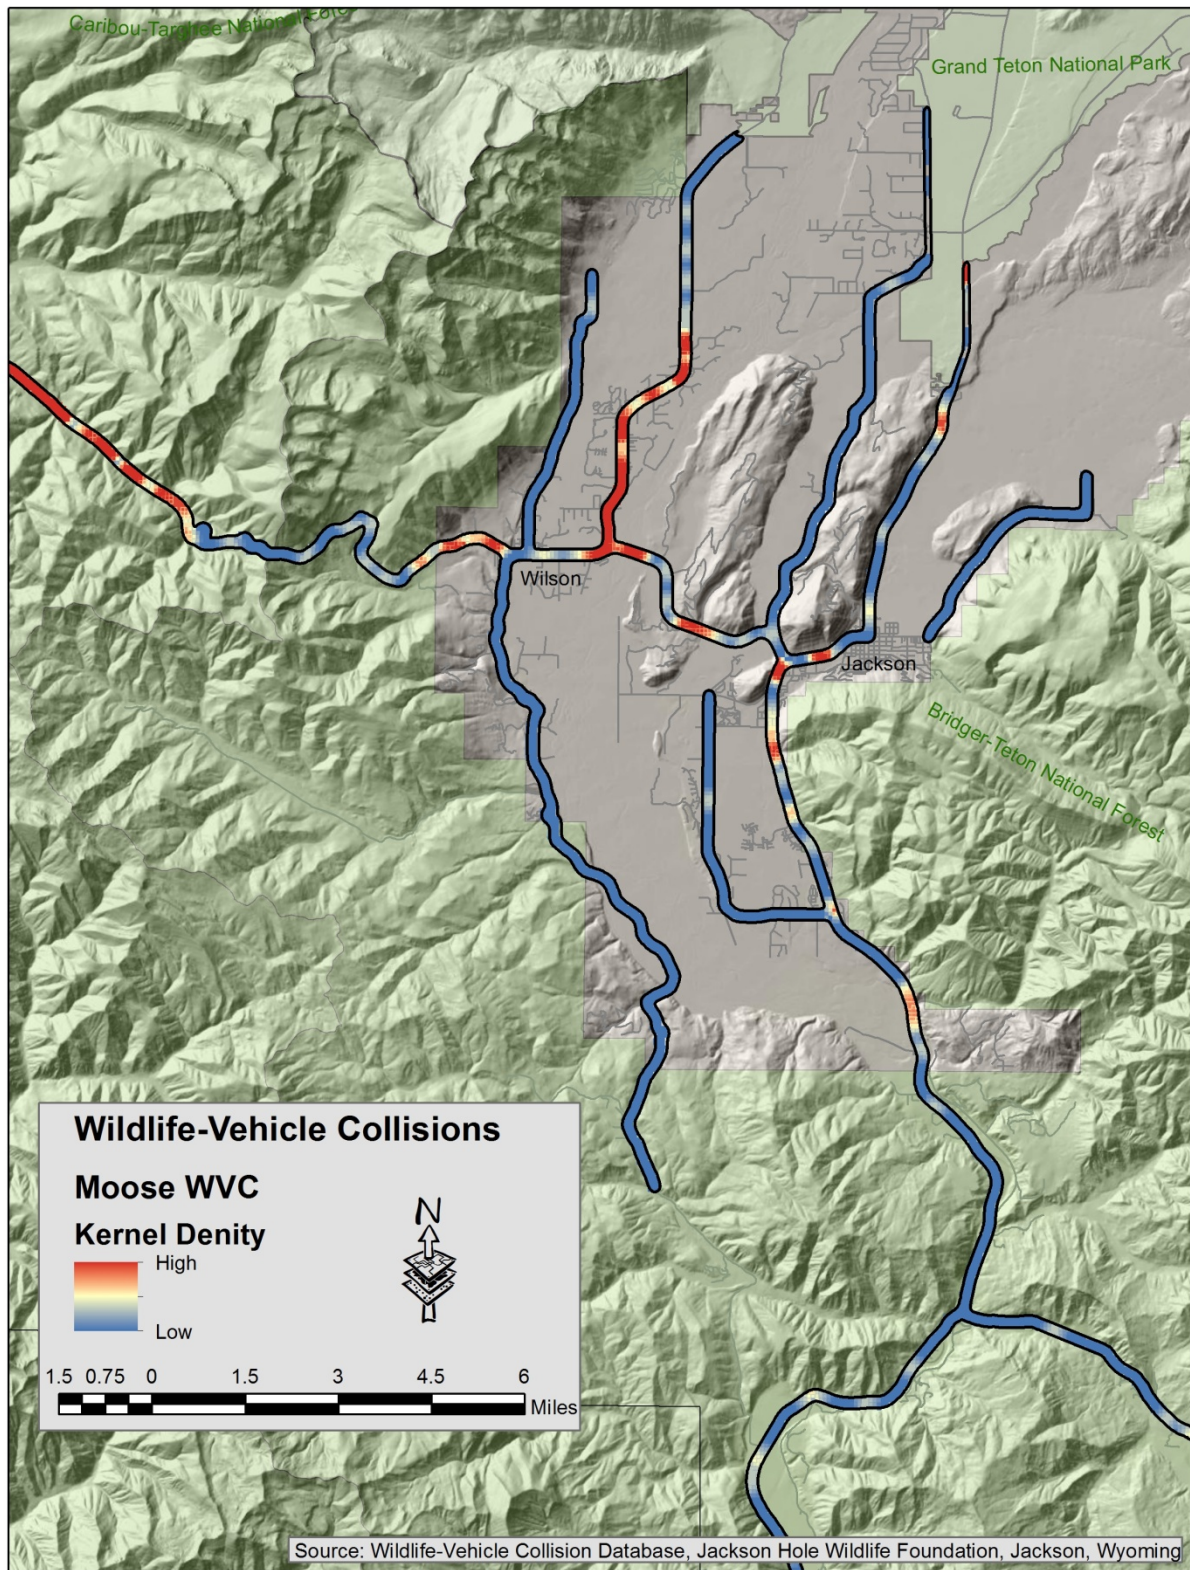 Caribou-Targhee National Forest
Grand Teton National Park
Wilson
Jackson
Bridger-Teton National Forest
Wildlife-Vehicle Collisions
Moose WVC
Kernel Denity
High
Low
N
1.5 0.75 0 1.5 3 4.5 6
Miles
Source: Wildlife-Vehicle Collision Database, Jackson Hole Wildlife Foundation, Jackson, Wyoming